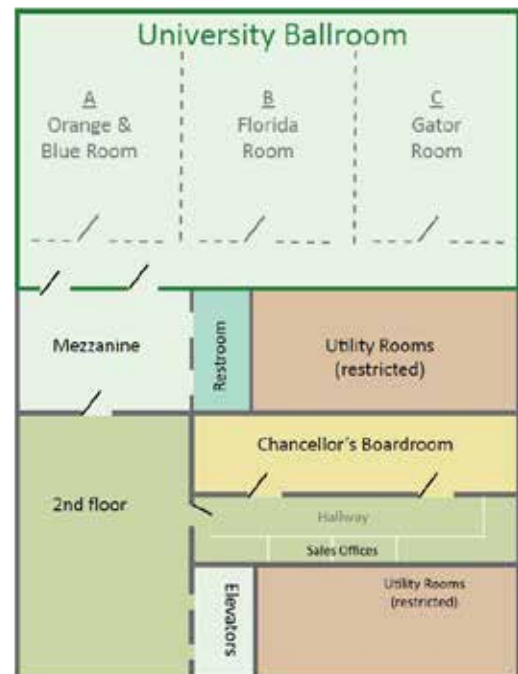 University Ballroom
A
Orange &
Blue Room
B
Florida
Room
C
Gator
Room
Mezzanine
Restroom
Utility Rooms
(restricted)
Chancellor's Boardroom
2nd floor
Hallway
Sales Offices
Elevators
Utility Rooms
(restricted)